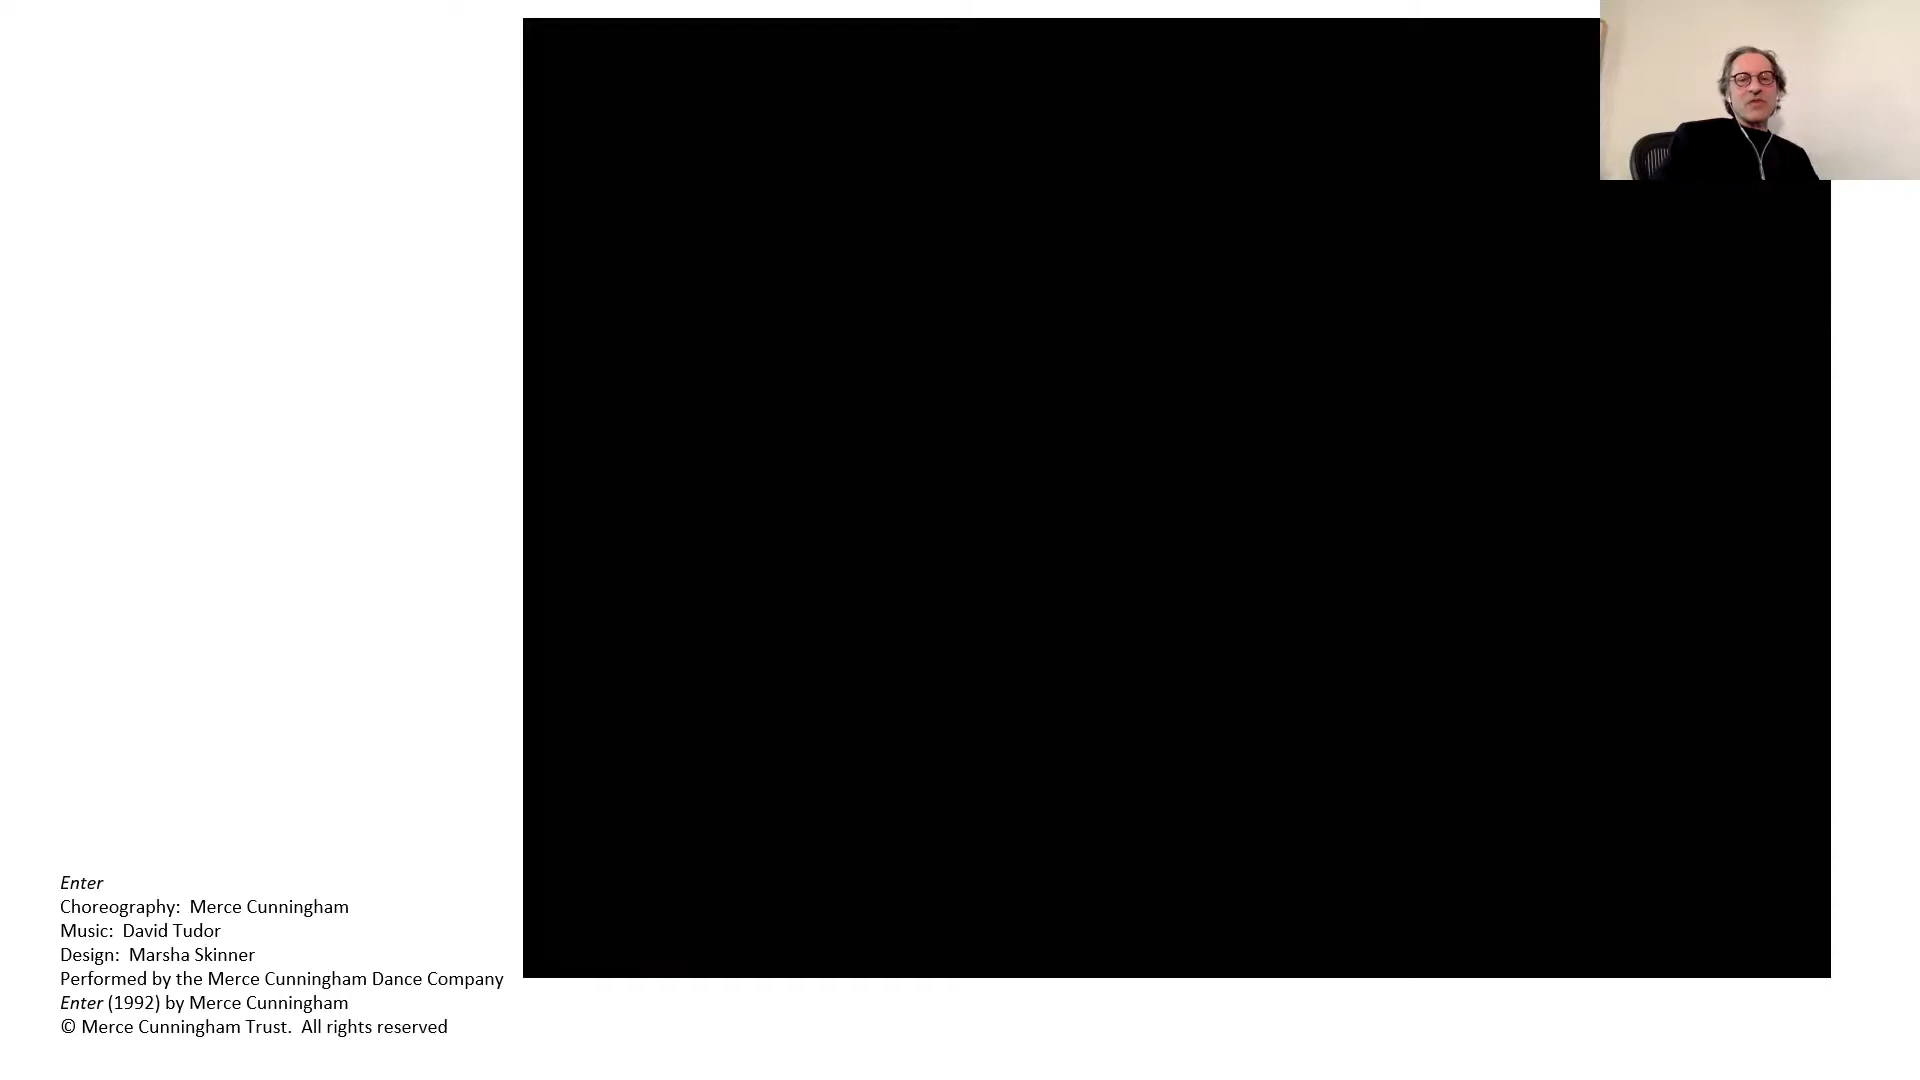 Enter
Choreography:  Merce Cunningham
Music:  David Tudor
Design:  Marsha Skinner
Performed by the Merce Cunningham Dance Company
Enter (1992) by Merce Cunningham
© Merce Cunningham Trust.  All rights reserved